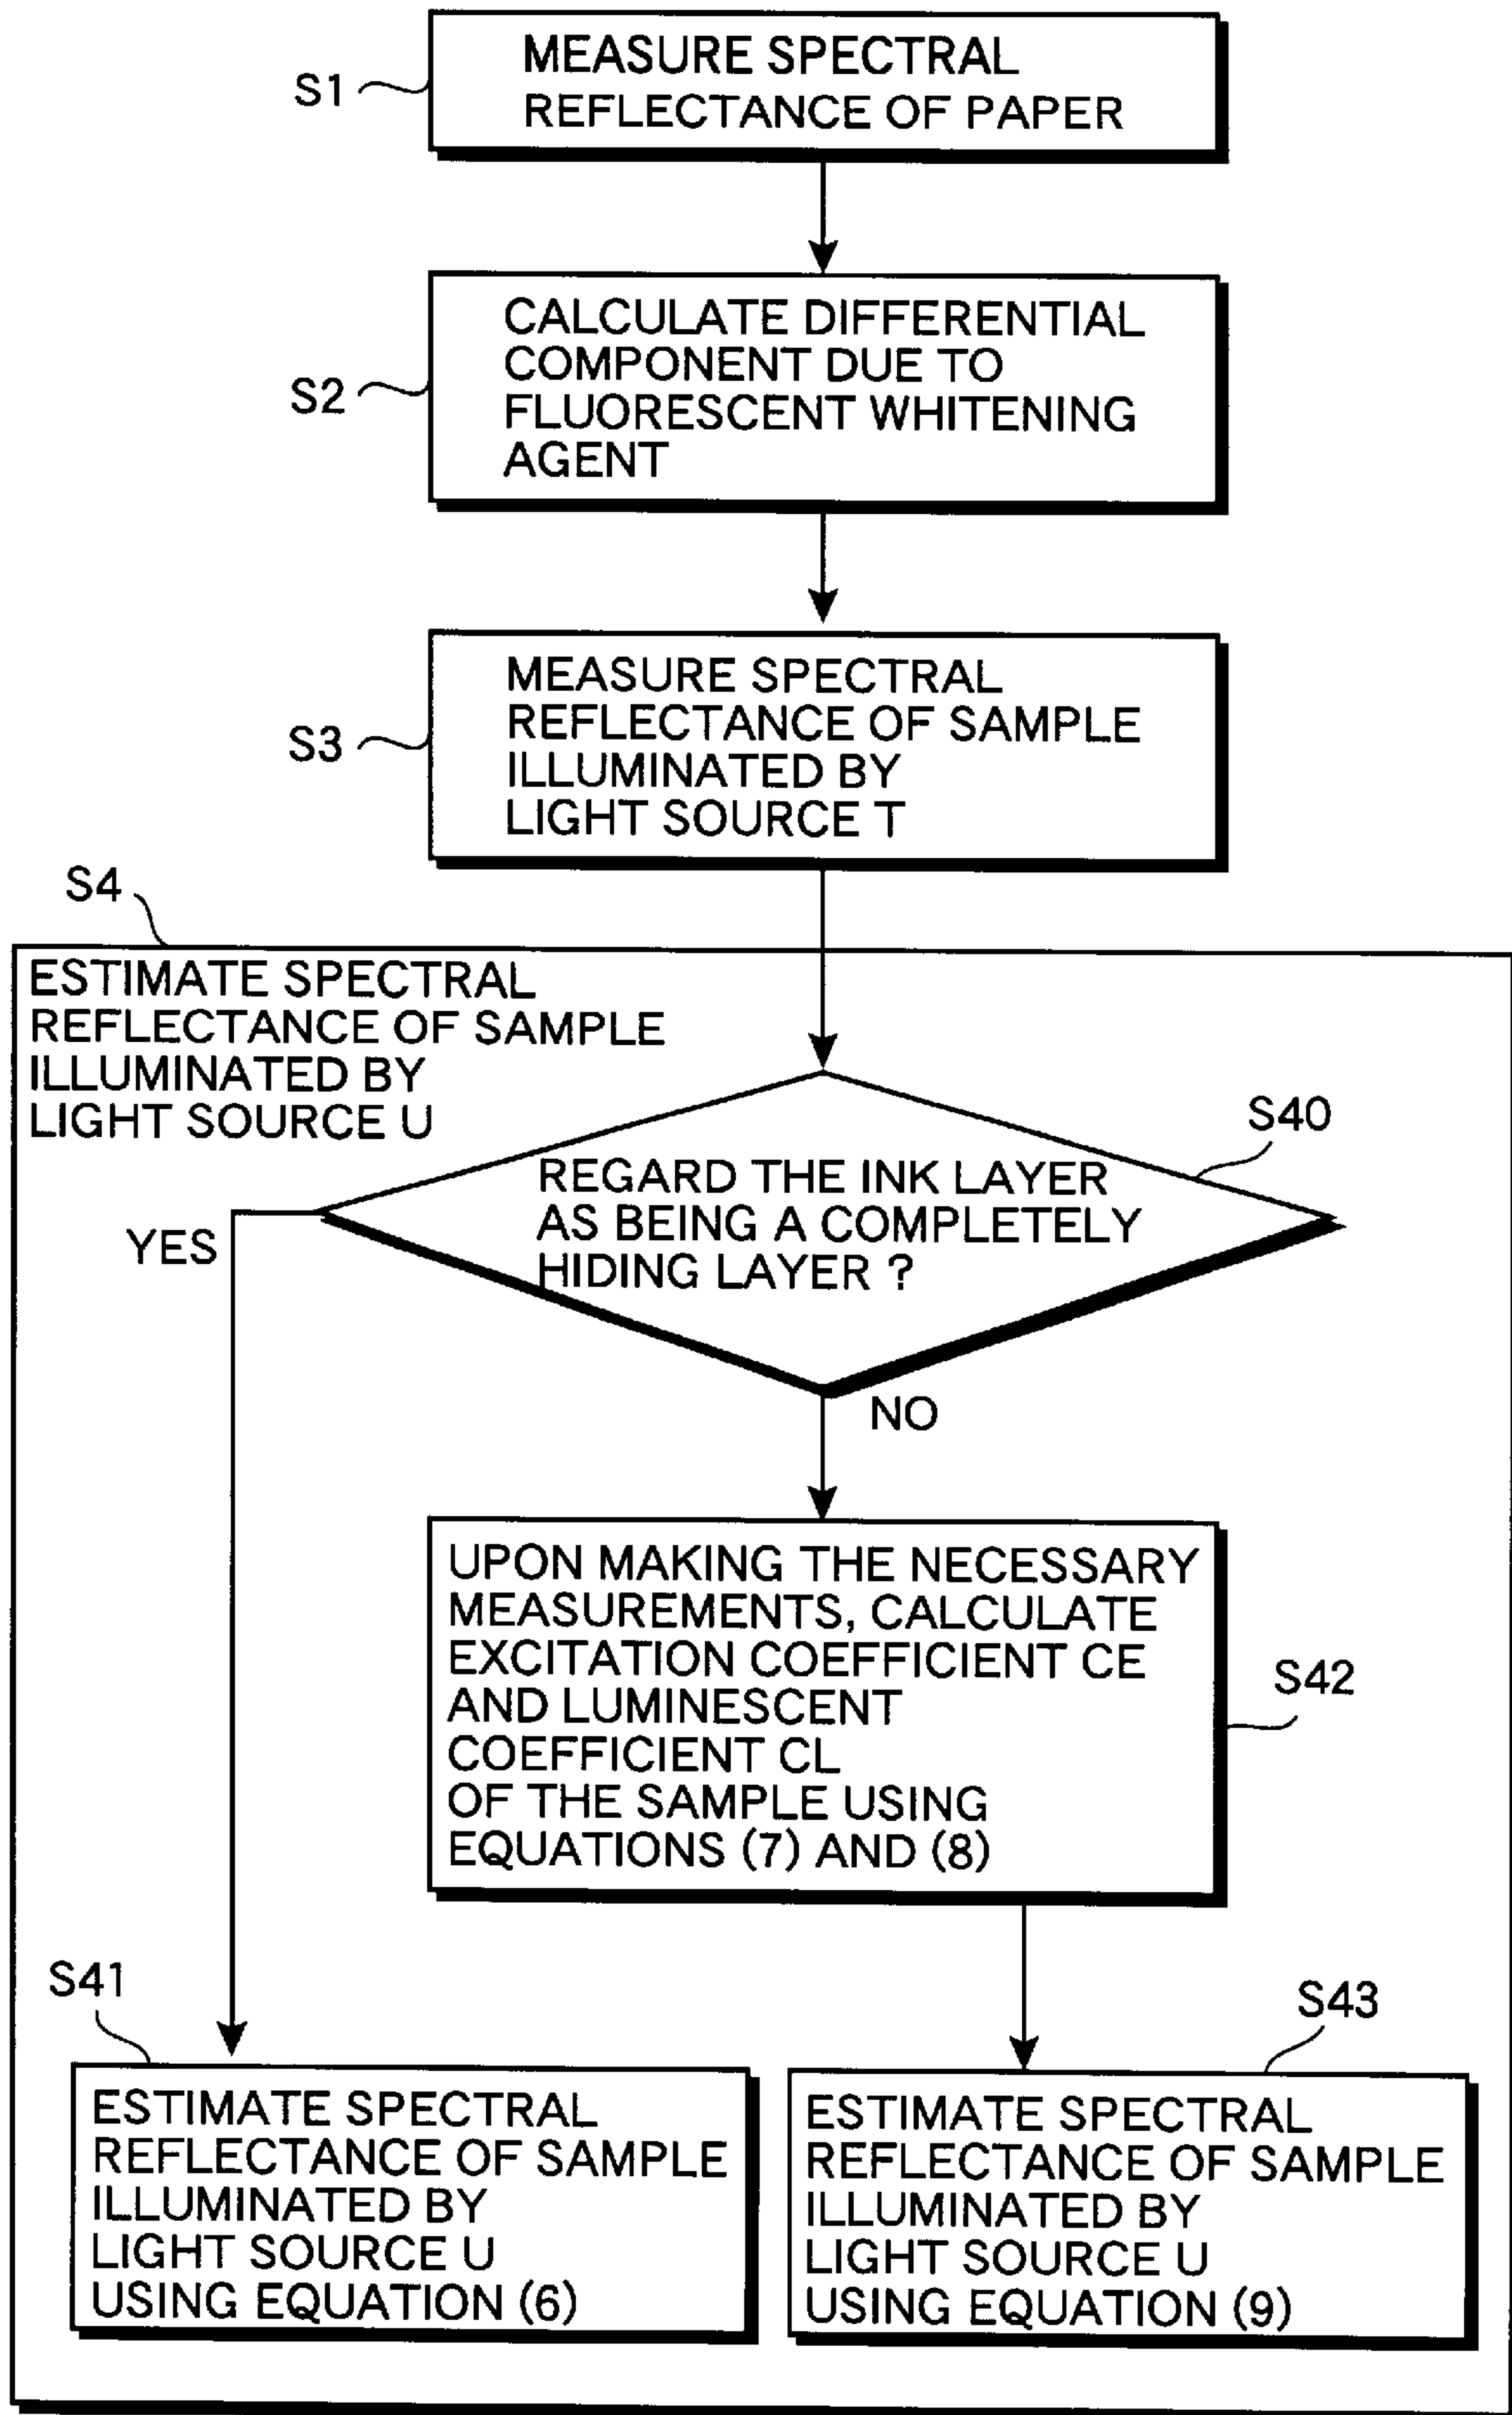 S1
MEASURE SPECTRAL
REFLECTANCE OF PAPER
S2
CALCULATE DIFFERENTIAL
COMPONENT DUE TO
FLUORESCENT WHITENING
AGENT
S3
MEASURE SPECTRAL
REFLECTANCE OF SAMPLE
ILLUMINATED BY
LIGHT SOURCE T
S4
ESTIMATE SPECTRAL
REFLECTANCE OF SAMPLE
ILLUMINATED BY
LIGHT SOURCE U
S40
REGARD THE INK LAYER
AS BEING A COMPLETELY
HIDING LAYER ?
YES
NO
UPON MAKING THE NECESSARY
MEASUREMENTS, CALCULATE
EXCITATION COEFFICIENT CE
AND LUMINESCENT
COEFFICIENT CL
OF THE SAMPLE USING
EQUATIONS (7) AND (8)
S42
S41
ESTIMATE SPECTRAL
REFLECTANCE OF SAMPLE
ILLUMINATED BY
LIGHT SOURCE U
USING EQUATION (6)
S43
ESTIMATE SPECTRAL
REFLECTANCE OF SAMPLE
ILLUMINATED BY
LIGHT SOURCE U
USING EQUATION (9)